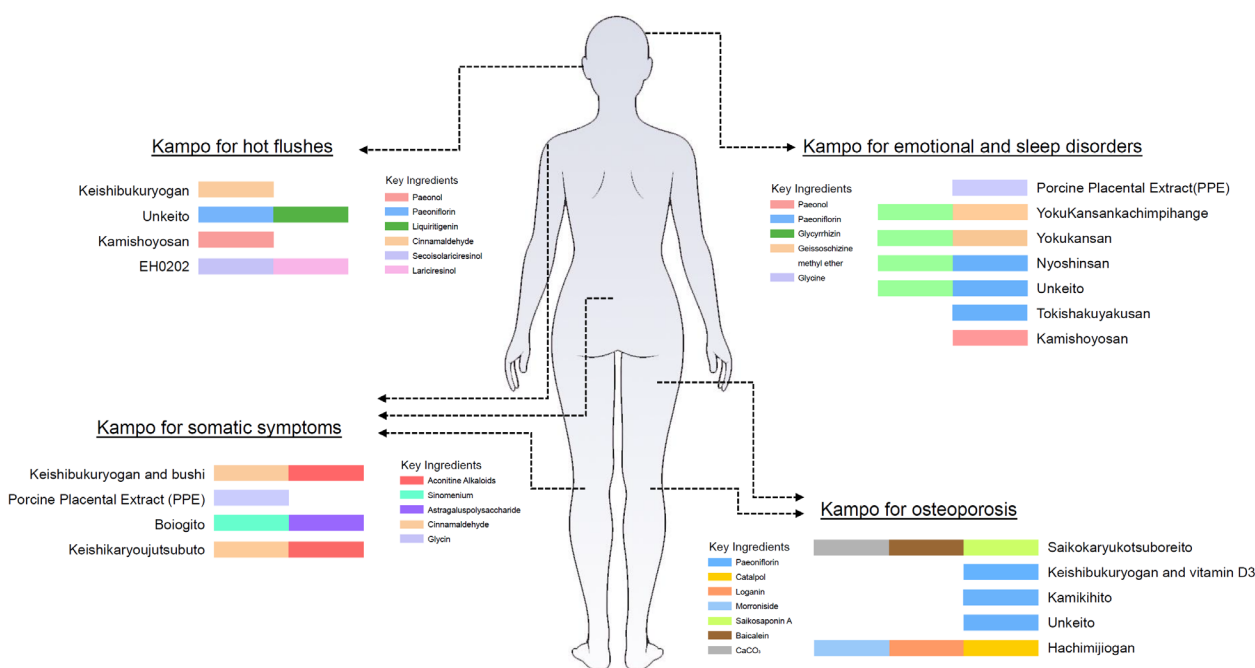 Kampo for hot flushes
Keishibukuryogan
Unkeito
Kamishoyosan
EH0202
Key Ingredients
Paeonol
Paeoniflorin
Liquiritigenin
Cinnamaldehyde
Secoisolariciresinol
Lariciresinol
Kampo for emotional and sleep disorders
Key Ingredients
Paeonol
Paeoniflorin
Glycyrrhizin
Geissoschizine
methyl ether
Glycine
Porcine Placental Extract(PPE)
YokuKansankachimpihange
Yokukansan
Nyoshinsan
Unkeito
Tokishakuyakusan
Kamishoyosan
Kampo for somatic symptoms
Keishibukuryogan and bushi
Porcine Placental Extract (PPE)
Boiogito
Keishikaryoujutsubuto
Key Ingredients
Aconitine Alkaloids
Sinomenium
Astragaluspolysaccharide
Cinnamaldehyde
Glycin
Kampo for osteoporosis
Key Ingredients
Paeoniflorin
Catalpol
Loganin
Morroniside
Saikosaponin A
Baicalein
CaCO₃
Saikokaryukotsuboreito
Keishibukuryogan and vitamin D3
Kamikihito
Unkeito
Hachimijiogan